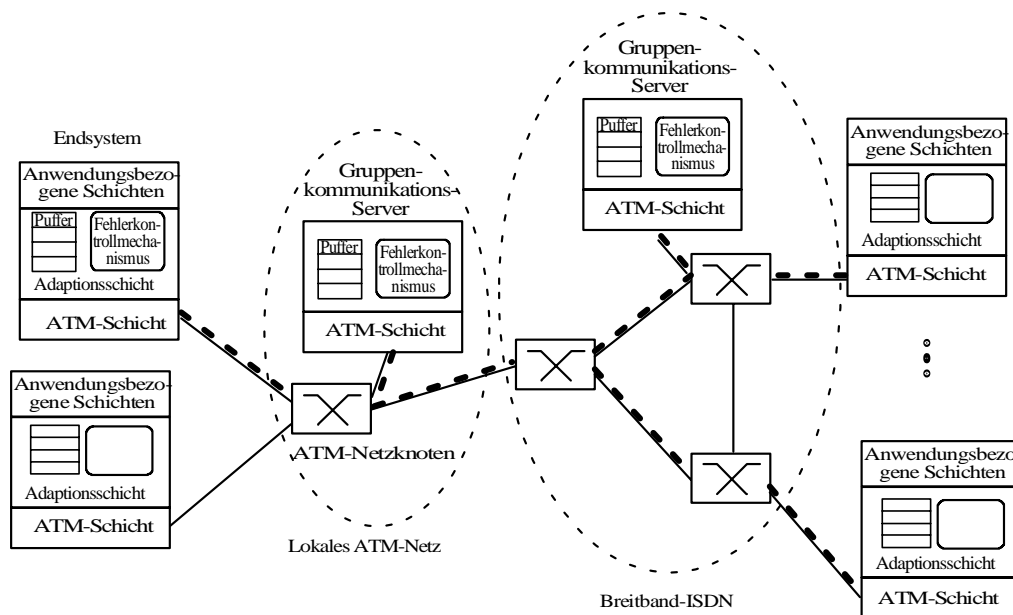 Endsystem
Anwendungsbezo-
gene Schichten
Puffer
Fehlerkon-
trollmecha-
nismus
Adaptionsschicht
ATM-Schicht
Anwendungsbezo-
gene Schichten
Adaptionsschicht
ATM-Schicht
Gruppen-
kommunikations-
Server
Puffer
Fehlerkon-
trollmecha-
nismus
ATM-Schicht
ATM-Netzknoten
Lokales ATM-Netz
Gruppen-
kommunikations-
Server
Puffer
Fehlerkon-
trollmecha-
nismus
ATM-Schicht
Breitband-ISDN
Anwendungsbezo-
gene Schichten
Adaptionsschicht
ATM-Schicht
Anwendungsbezo-
gene Schichten
Adaptionsschicht
ATM-Schicht